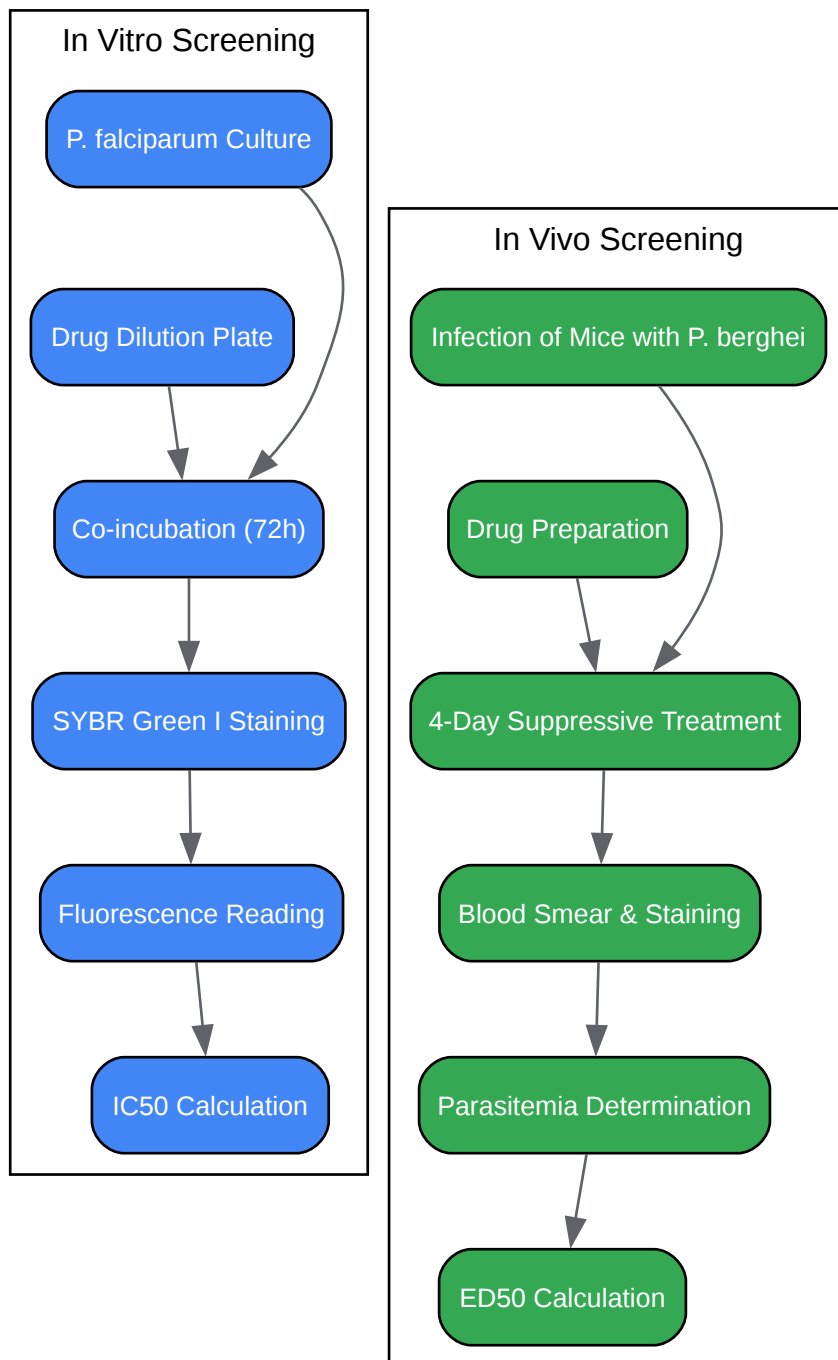 In Vitro Screening
P. falciparum Culture
Drug Dilution Plate
Co-incubation (72h)
SYBR Green I Staining
Fluorescence Reading
IC50 Calculation
In Vivo Screening
Infection of Mice with P. berghei
Drug Preparation
4-Day Suppressive Treatment
Blood Smear & Staining
Parasitemia Determination
ED50 Calculation